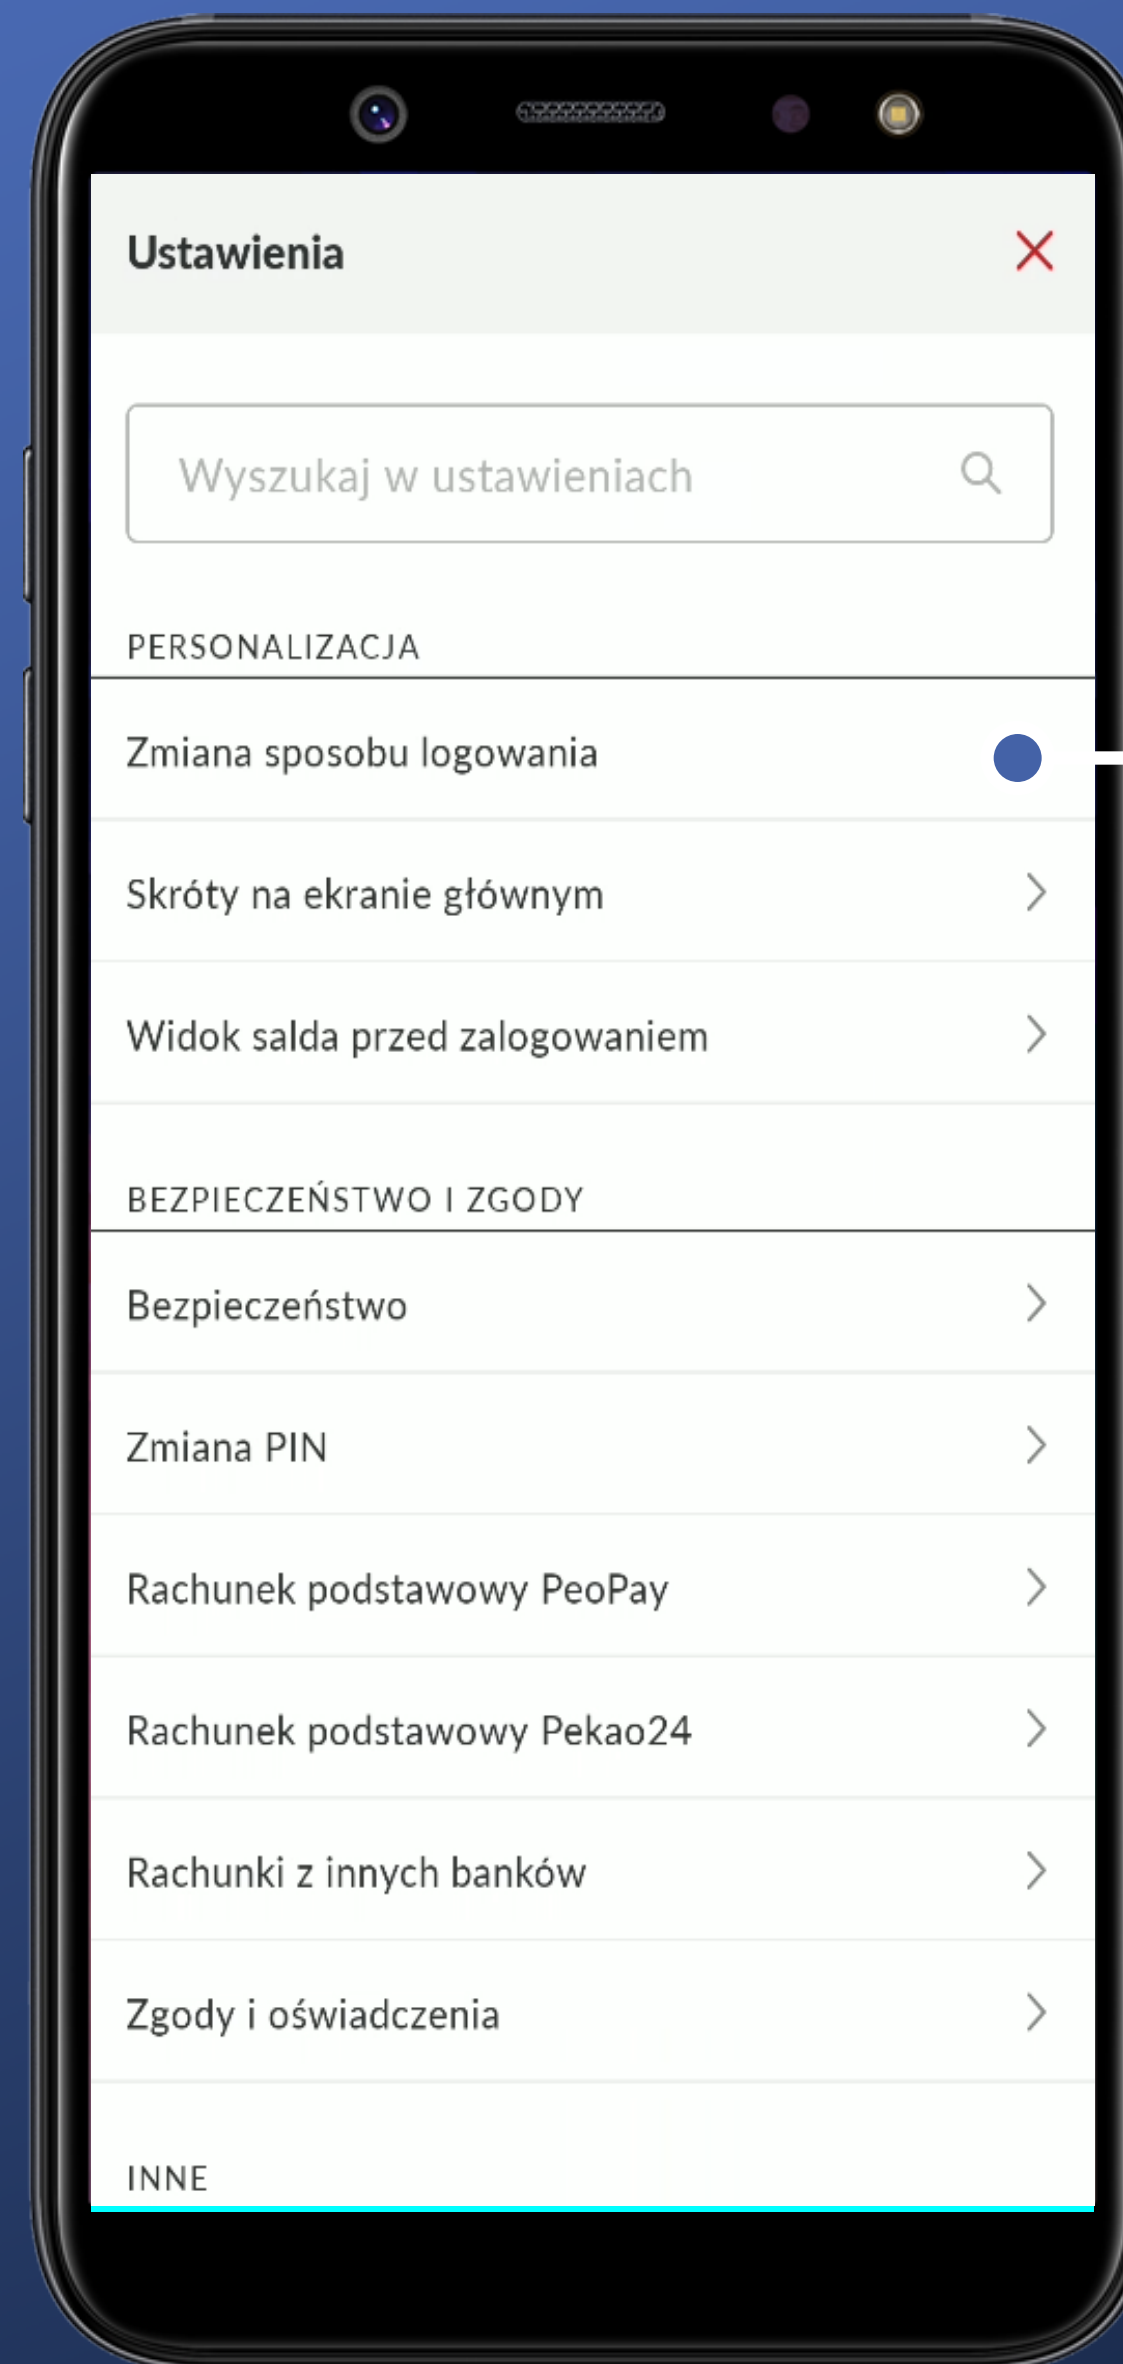 Ustawienia
Wyszukaj w ustawieniach
PERSONALIZACJA
Zmiana sposobu logowania
Skróty na ekranie głównym
Widok salda przed zalogowaniem
BEZPIECZEŃSTWO I ZGODY
Bezpieczeństwo
Zmiana PIN
Rachunek podstawowy PeoPay
Rachunek podstawowy Pekao24
Rachunki z innych banków
Zgody i oświadczenia
INNE